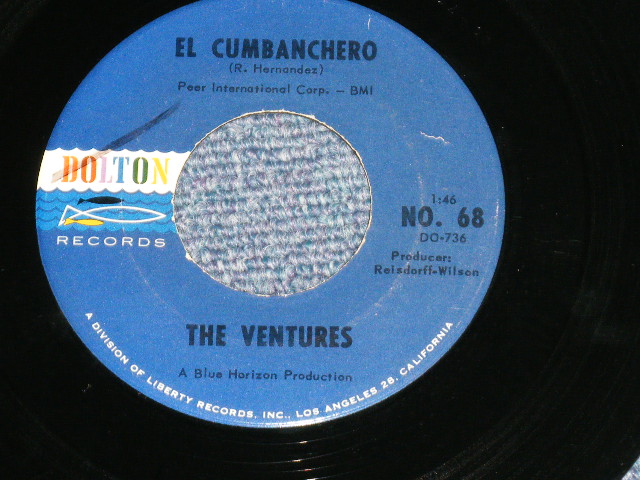 EL CUMBANCHERO
(R. Hernandez)
Peer International Corp. – BMI
DOLTON
RECORDS
1:46
NO. 68
DO-736
Producer:
Reisdorff-Wilson
THE VENTURES
A Blue Horizon Production
A DIVISION OF LIBERTY RECORDS, INC., LOS ANGELES 28, CALIFORNIA